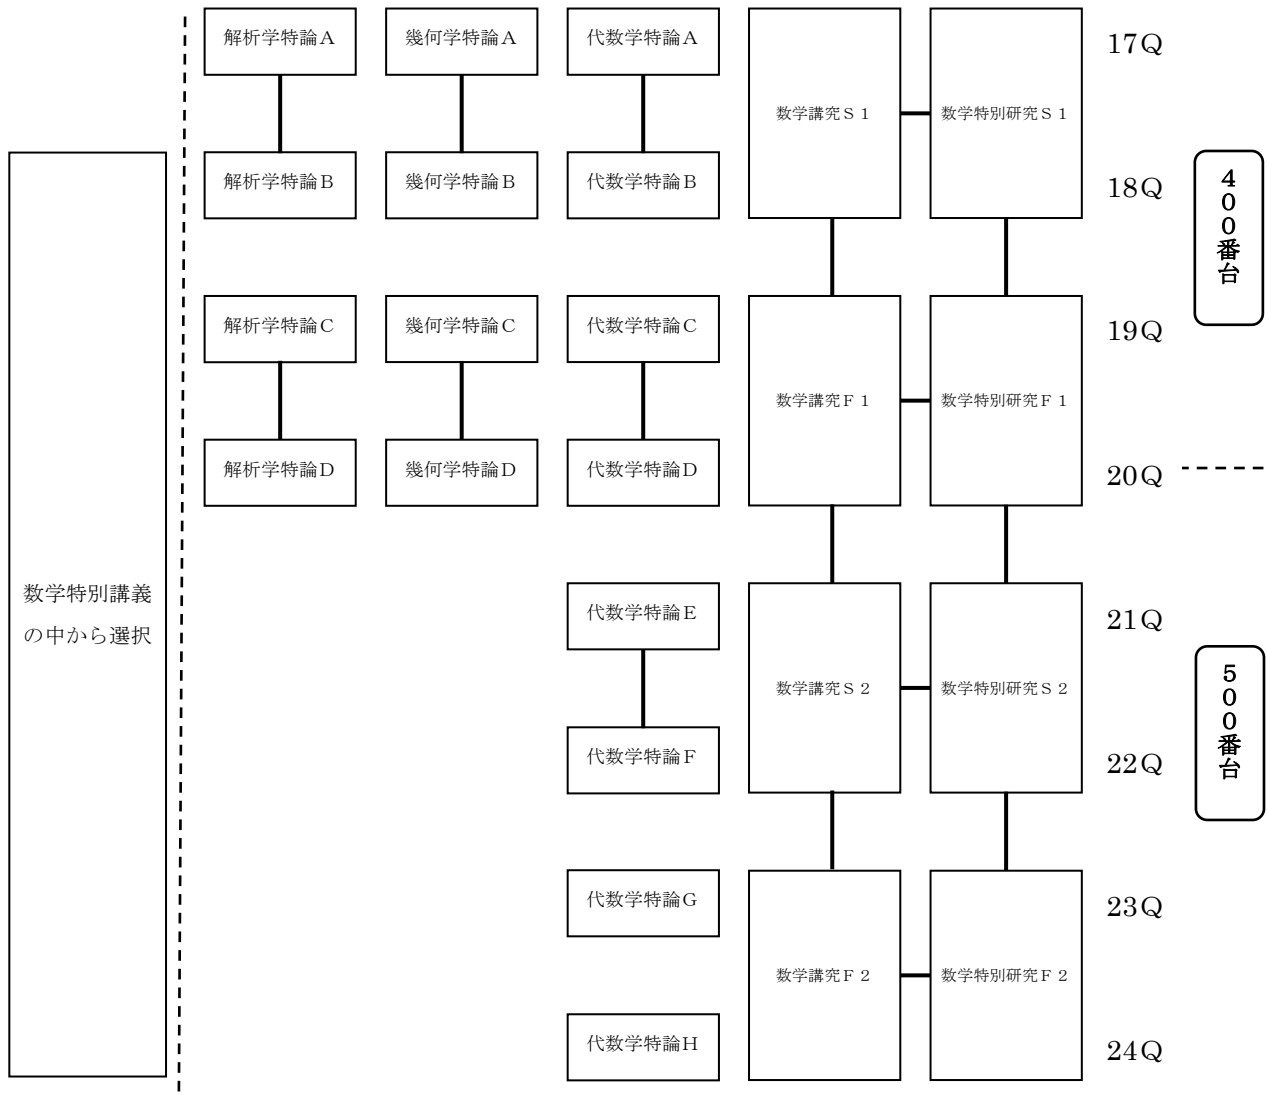 解析学特論A
幾何学特論A
代数学特論A
17Q
数学講究S1
数学特別研究S1
解析学特論B
幾何学特論B
代数学特論B
18Q
400番台
解析学特論C
幾何学特論C
代数学特論C
19Q
数学講究F1
数学特別研究F1
解析学特論D
幾何学特論D
代数学特論D
20Q
数学特別講義
の中から選択
代数学特論E
21Q
数学講究S2
数学特別研究S2
500番台
代数学特論F
22Q
代数学特論G
23Q
数学講究F2
数学特別研究F2
代数学特論H
24Q